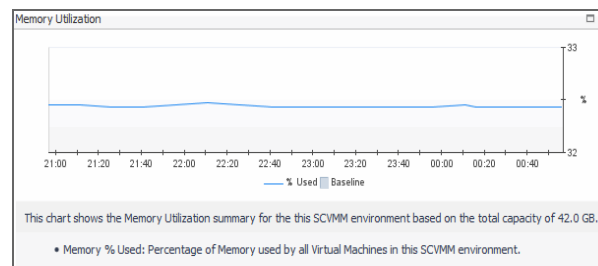 Memory Utilization
33
%
32
21:00 21:20 21:40 22:00 22:20 22:40 23:00 23:20 23:40 00:00 00:20 00:40
% Used Baseline
This chart shows the Memory Utilization summary for the this SCVMM environment based on the total capacity of 42.0 GB.
• Memory % Used: Percentage of Memory used by all Virtual Machines in this SCVMM environment.